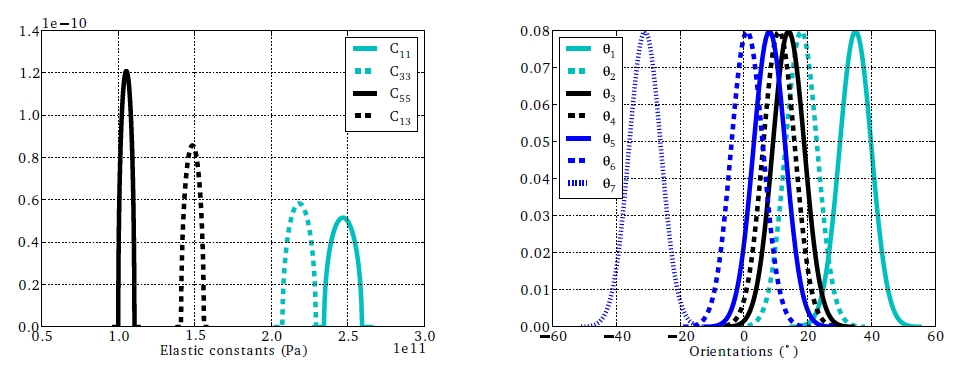 1e−10
1.4
1.2
1.0
0.8
0.6
0.4
0.2
0.0
0.5 1.0 1.5 2.0 2.5 3.0
Elastic constants (Pa)
1e11
C11
C33
C55
C13
0.08
0.07
0.06
0.05
0.04
0.03
0.02
0.01
0.00
−60 −40 −20 0 20 40 60
Orientations (°)
θ1
θ2
θ3
θ4
θ5
θ6
θ7